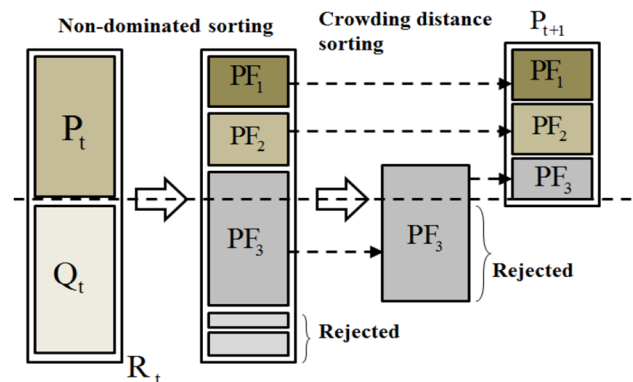 Non-dominated sorting
Crowding distance
sorting
P_{t+1}
P_t
Q_t
R_t
PF_1
PF_2
PF_3
Rejected
PF_3
Rejected
PF_1
PF_2
PF_3